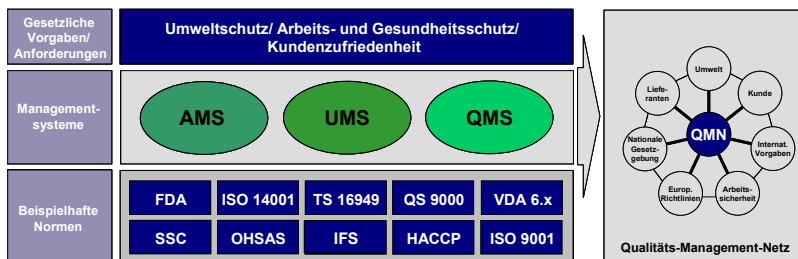 Gesetzliche
Vorgaben/
Anforderungen
Umweltschutz/ Arbeits- und Gesundheitsschutz/
Kundenzufriedenheit
Management-
systeme
AMS
UMS
QMS
Beispielhafte
Normen
FDA
ISO 14001
TS 16949
QS 9000
VDA 6.x
SSC
OHSAS
IFS
HACCP
ISO 9001
Umwelt
Kunde
Internat.
Vorgaben
Arbeits-
sicherheit
Europ.
Richtlinien
Nationale
Gesetz-
gebung
Liefe-
ranten
QMN
Qualitäts-Management-Netz